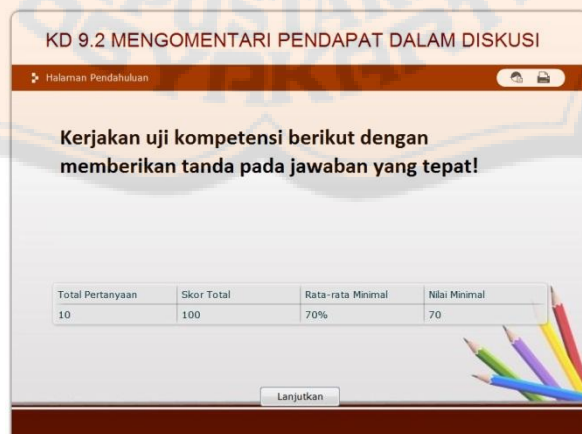 KD 9.2 MENGOMENTARI PENDAPAT DALAM DISKUSI
Halaman Pendahuluan
Kerjakan uji kompetensi berikut dengan
memberikan tanda pada jawaban yang tepat!
Total Pertanyaan Skor Total Rata-rata Minimal Nilai Minimal
10 100 70% 70
Lanjutkan